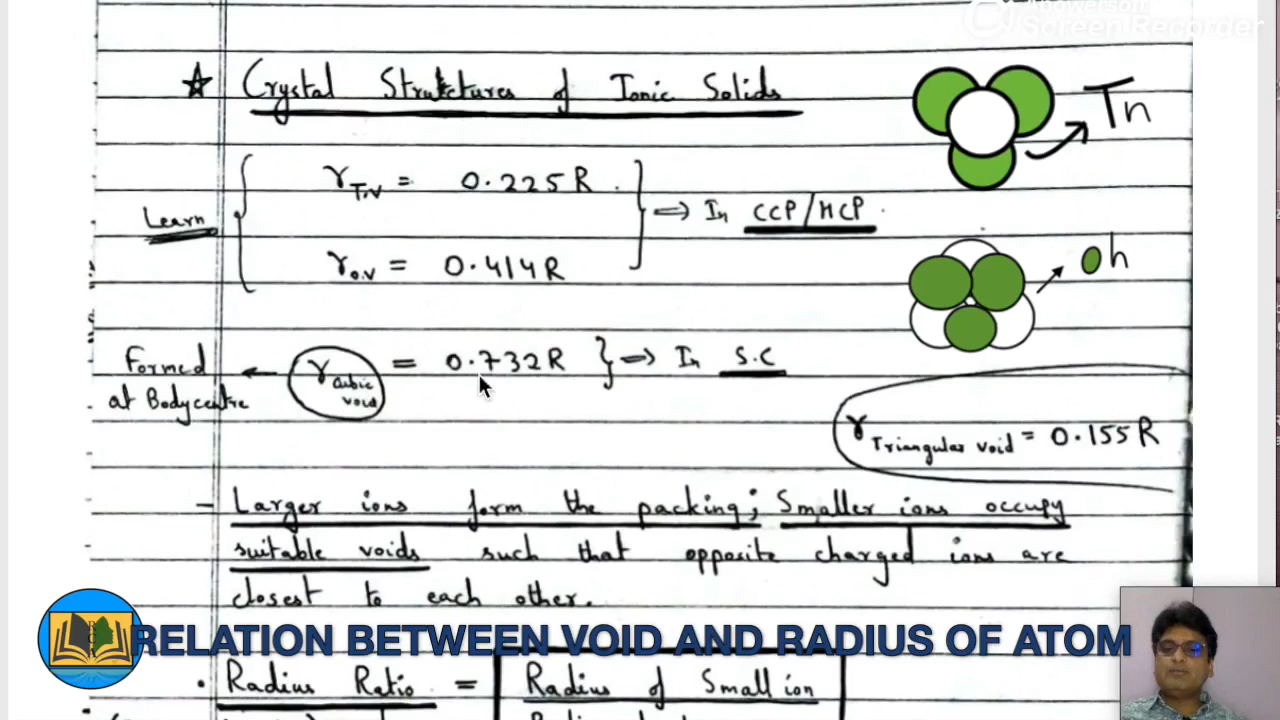 Screen Recorder
☆ Crystal Structures of Ionic Solids
Tn
Learn
r T.V = 0.225 R
⇒ In CCP/HCP.
r O.V = 0.414 R
Oh
Formed at Bodycentre ← r cubic void = 0.732 R } ⇒ In S.C
r Triangular void = 0.155 R
- Larger ions form the packing; Smaller ions occupy
suitable voids such that opposite charged ions are
closest to each other.
RELATION BETWEEN VOID AND RADIUS OF ATOM
• Radius Ratio = Radius of Small ion